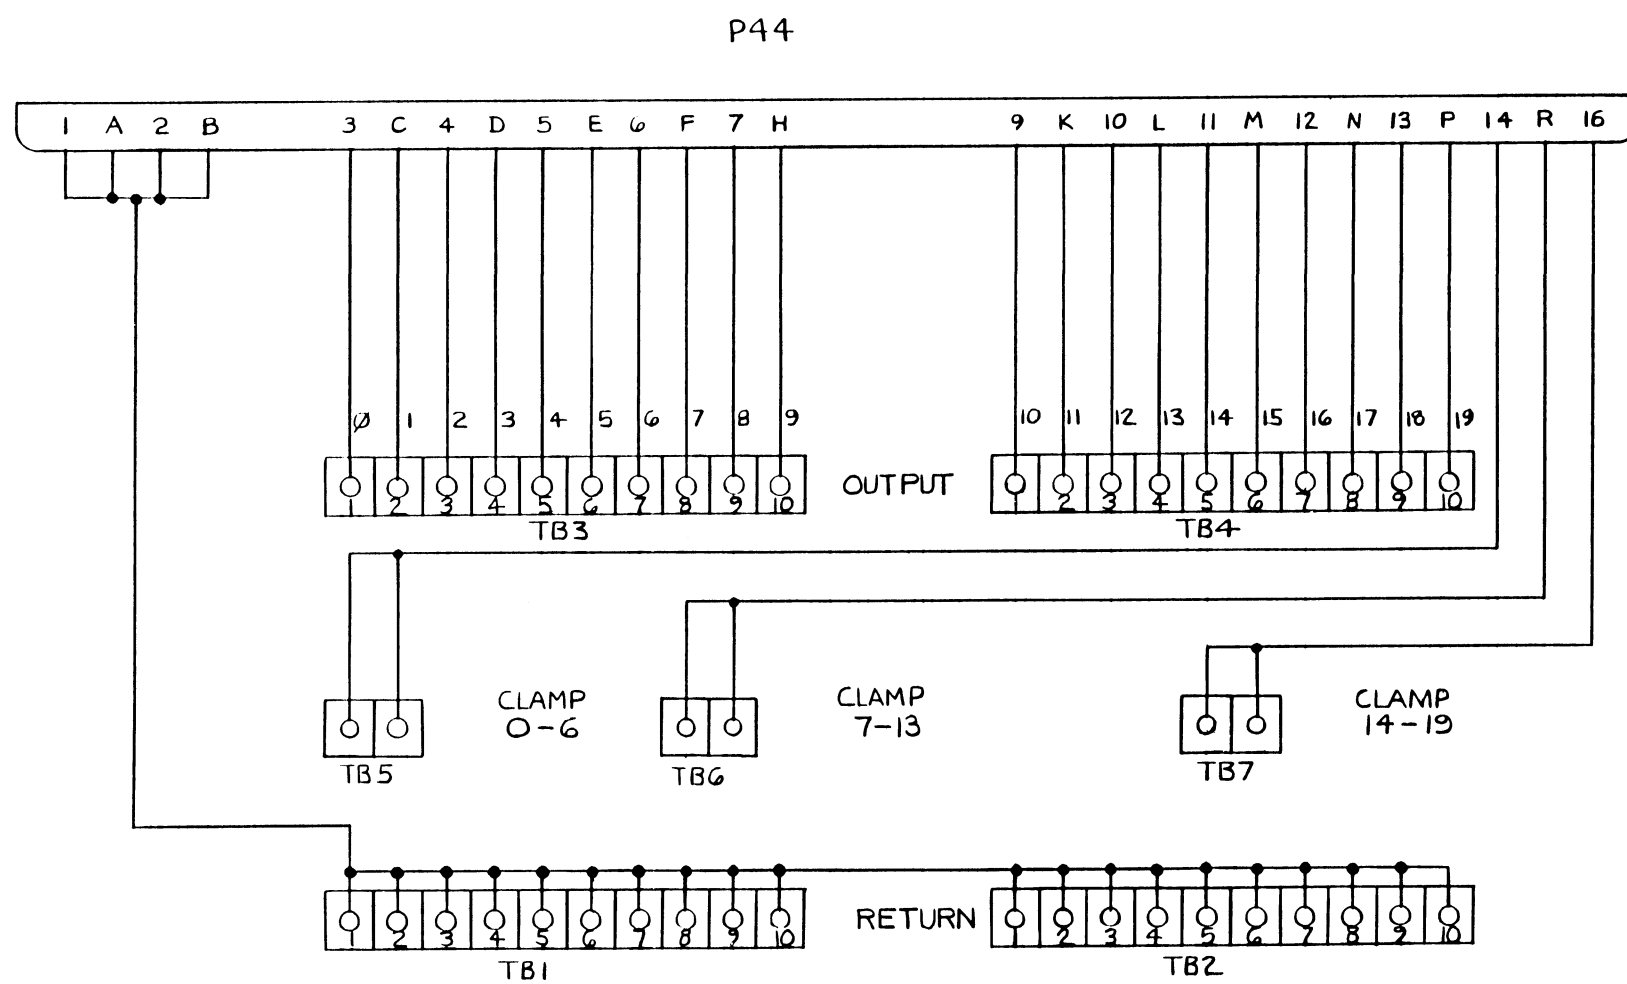 P44
1 A 2 B 3 C 4 D 5 E 6 F 7 H 9 K 10 L 11 M 12 N 13 P 14 R 16
Ø 1 2 3 4 5 6 7 8 9 10 11 12 13 14 15 16 17 18 19
1 2 3 4 5 6 7 8 9 10 OUTPUT 1 2 3 4 5 6 7 8 9 10
TB3 TB4
CLAMP
0-6
CLAMP
7-13
CLAMP
14-19
TB5 TB6 TB7
1 2 3 4 5 6 7 8 9 10 RETURN 1 2 3 4 5 6 7 8 9 10
TB1 TB2